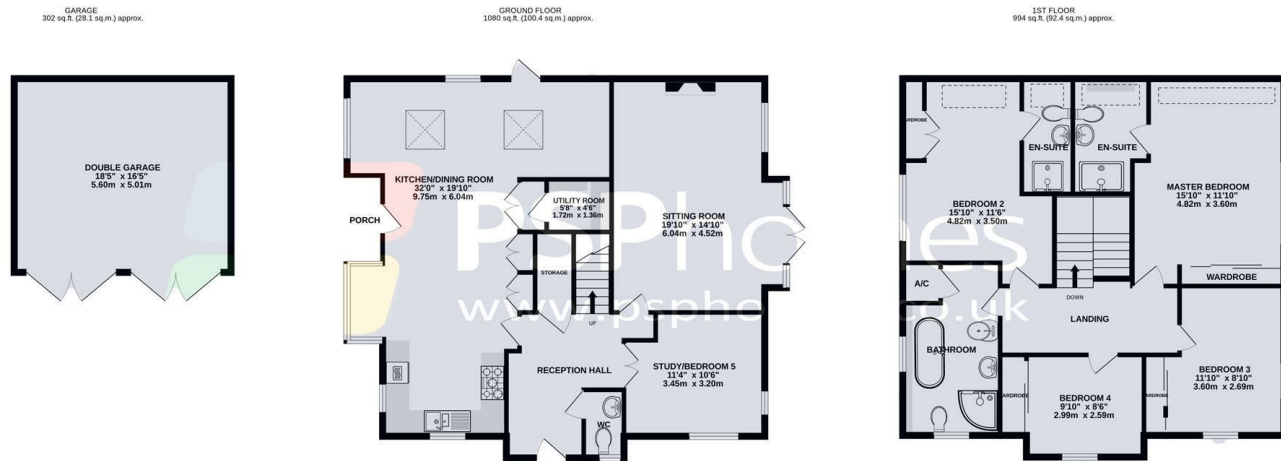 GARAGE
302 sq.ft. (28.1 sq.m.) approx.
GROUND FLOOR
1080 sq.ft. (100.4 sq.m.) approx.
1ST FLOOR
994 sq.ft. (92.4 sq.m.) approx.
DOUBLE GARAGE
18'5" x 16'5"
5.60m x 5.01m
KITCHEN/DINING ROOM
32'0" x 19'10"
9.75m x 6.04m
PORCH
UTILITY ROOM
5'8" x 4'6"
1.72m x 1.36m
SITTING ROOM
19'10" x 14'10"
6.04m x 4.52m
STORAGE
UP
RECEPTION HALL
STUDY/BEDROOM 5
11'4" x 10'6"
3.45m x 3.20m
WC
PSPhomes
www.pspho
co.uk
ARDROBE
EN-SUITE
EN-SUITE
BEDROOM 2
15'10" x 11'6"
4.82m x 3.50m
MASTER BEDROOM
15'10" x 11'10"
4.82m x 3.60m
WARDROBE
A/C
DOWN
LANDING
BATHROOM
BEDROOM 3
11'10" x 8'10"
3.60m x 2.69m
ARDROBE
BEDROOM 4
9'10" x 8'6"
2.99m x 2.59m
ARDROBE